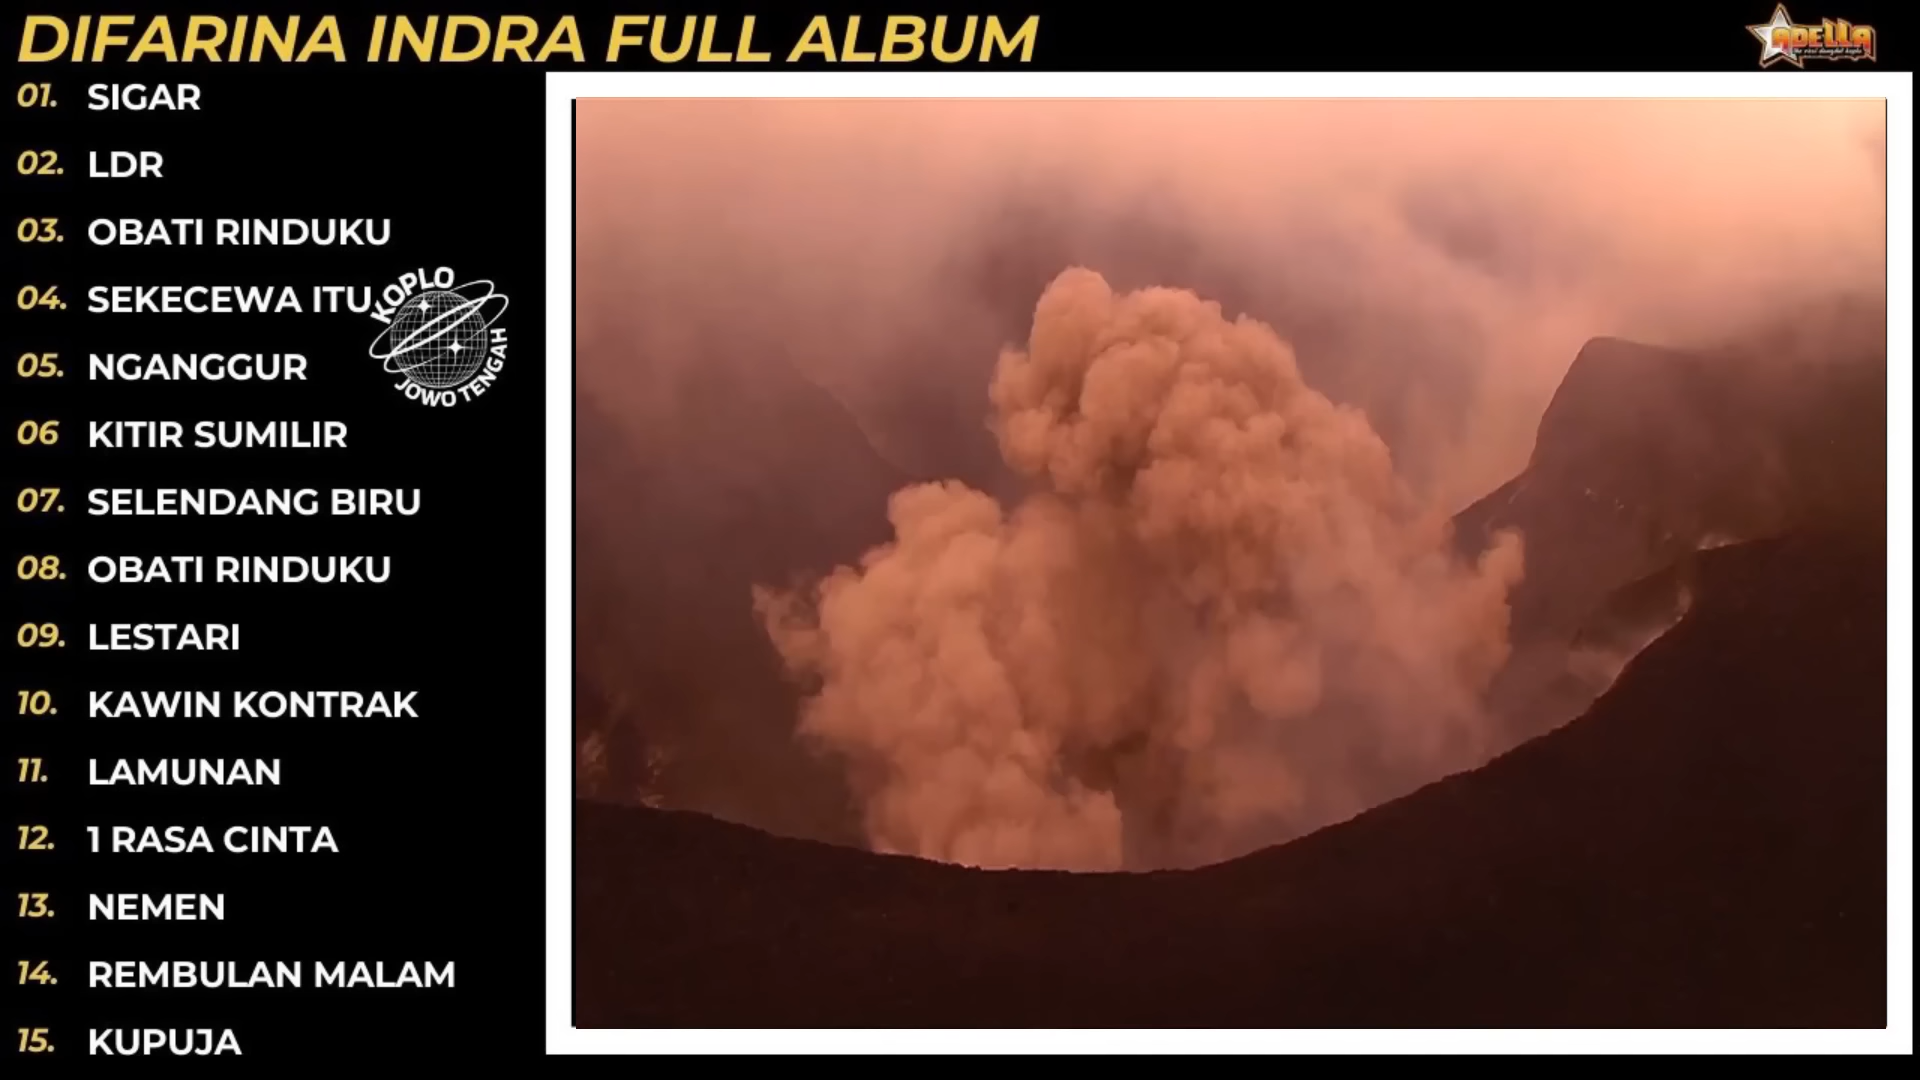 DIFARINA INDRA FULL ALBUM
ADELLA
01. SIGAR
02. LDR
03. OBATI RINDUKU
04. SEKECEWA ITU
KOPLO
JOWO TENGAH
05. NGANGGUR
06 KITIR SUMILIR
07. SELENDANG BIRU
08. OBATI RINDUKU
09. LESTARI
10. KAWIN KONTRAK
11. LAMUNAN
12. 1 RASA CINTA
13. NEMEN
14. REMBULAN MALAM
15. KUPUJA